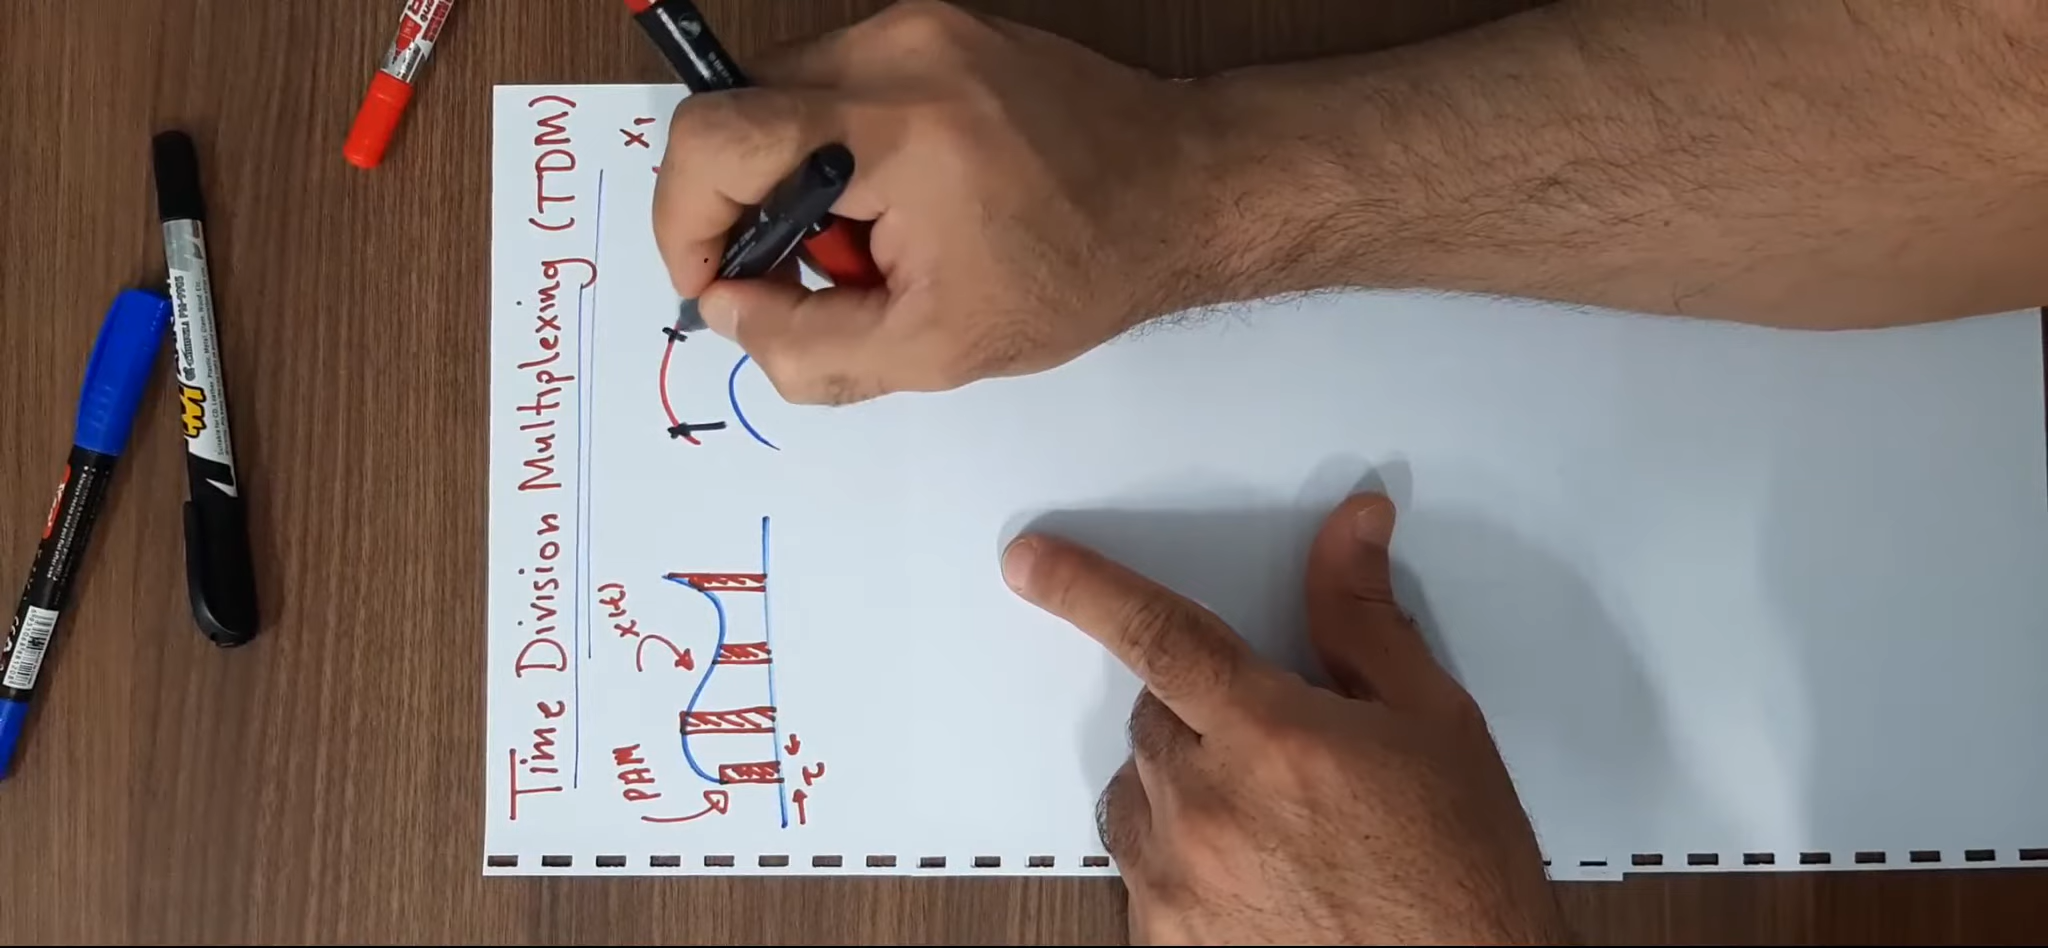 Time Division Multiplexing (TDM)
PAM
x(t)
x1
τ